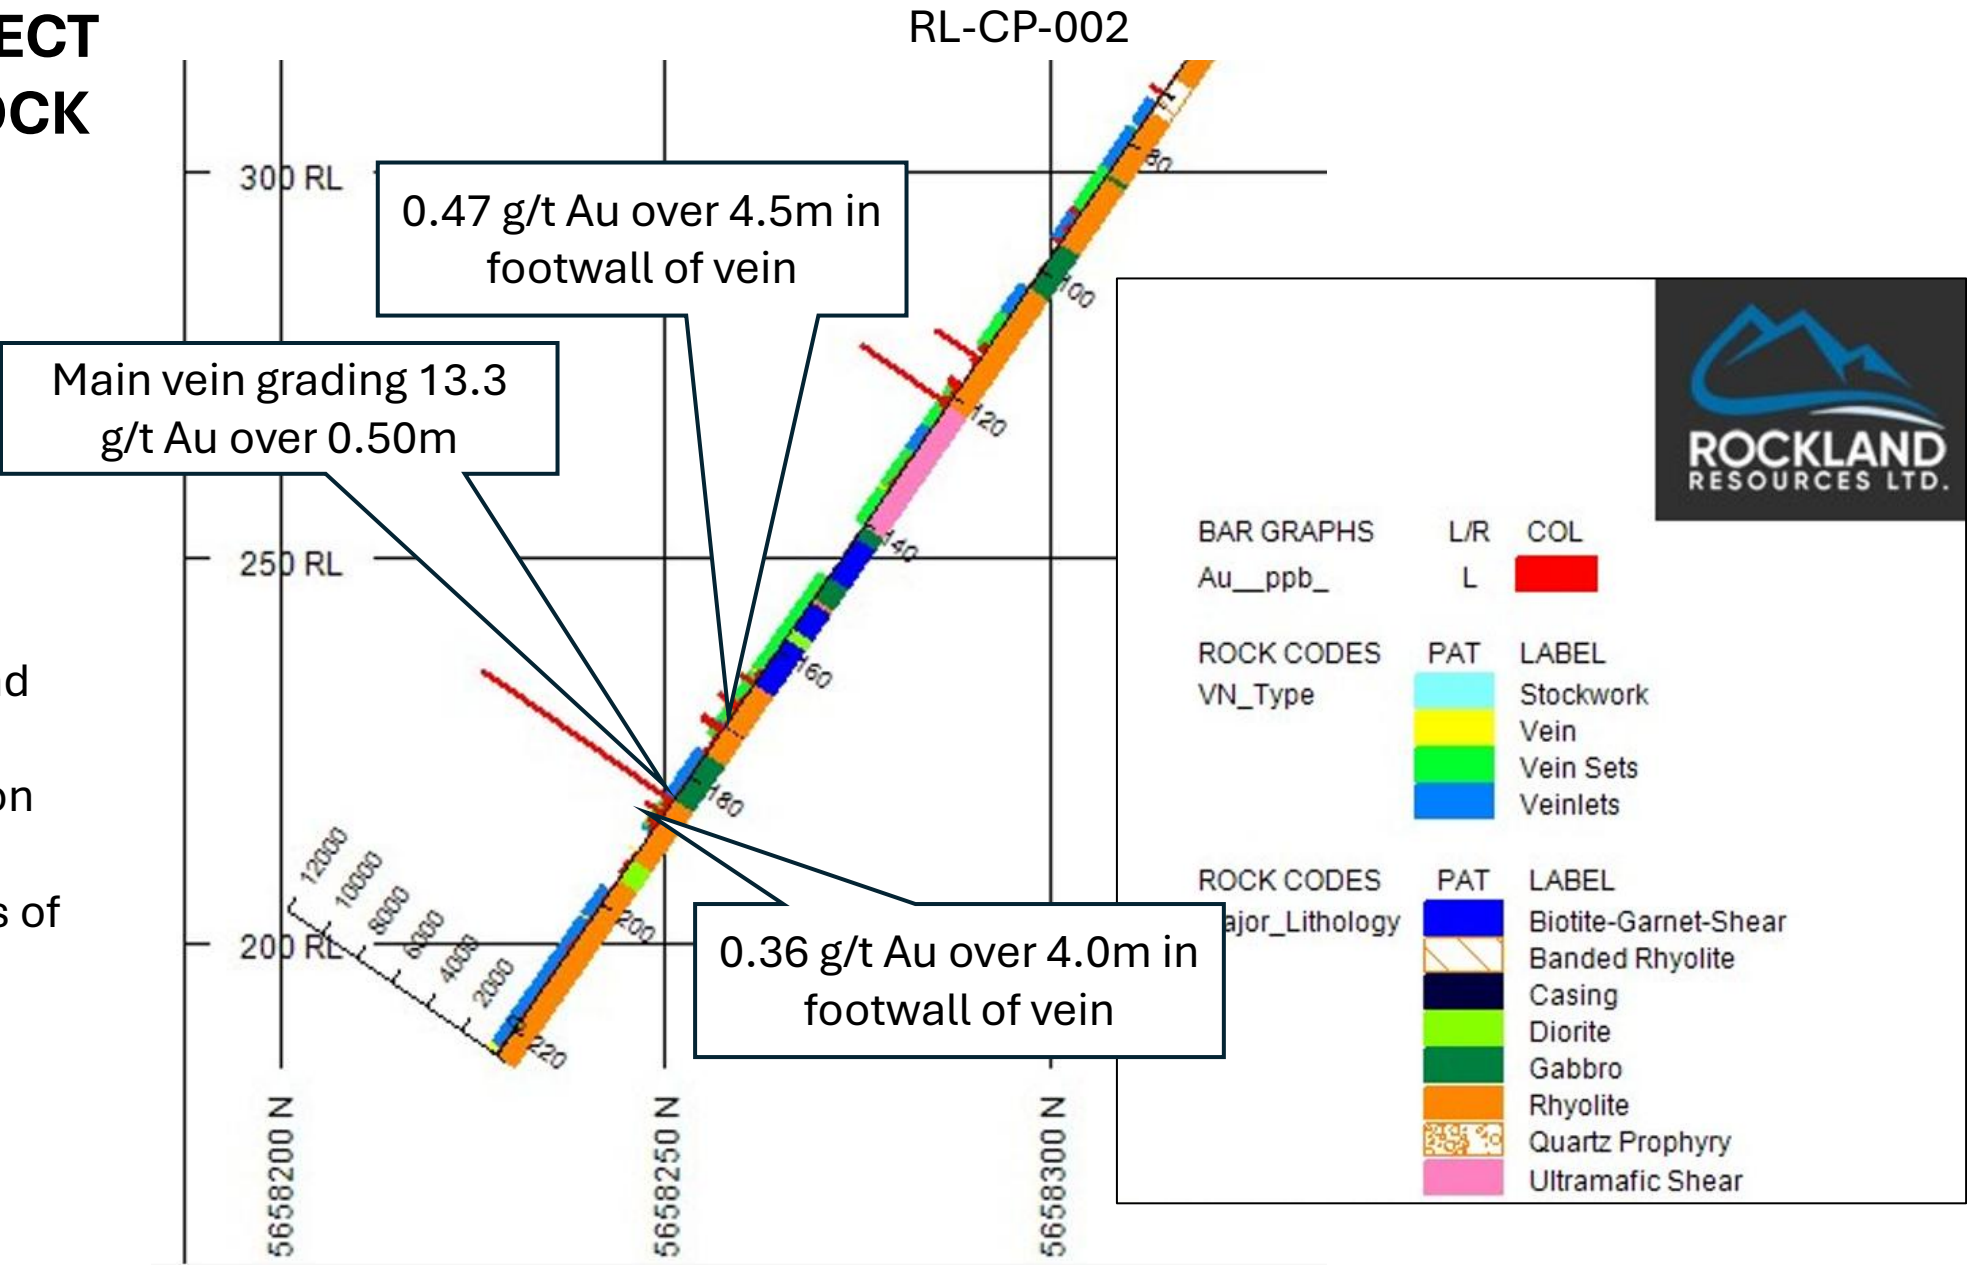 ECT
OCK
RL-CP-002
300 RL
0.47 g/t Au over 4.5m in
footwall of vein
Main vein grading 13.3
g/t Au over 0.50m
250 RL
200 RL
0.36 g/t Au over 4.0m in
footwall of vein
80
100
120
140
160
180
200
220
12000
10000
8000
6000
4000
2000
5658200 N
5658250 N
5658300 N
d
on
s of
ROCKLAND
RESOURCES LTD.
BAR GRAPHS L/R COL
Au__ppb_ L
ROCK CODES PAT LABEL
VN_Type Stockwork
Vein
Vein Sets
Veinlets
ROCK CODES PAT LABEL
ajor_Lithology Biotite-Garnet-Shear
Banded Rhyolite
Casing
Diorite
Gabbro
Rhyolite
Quartz Prophyry
Ultramafic Shear